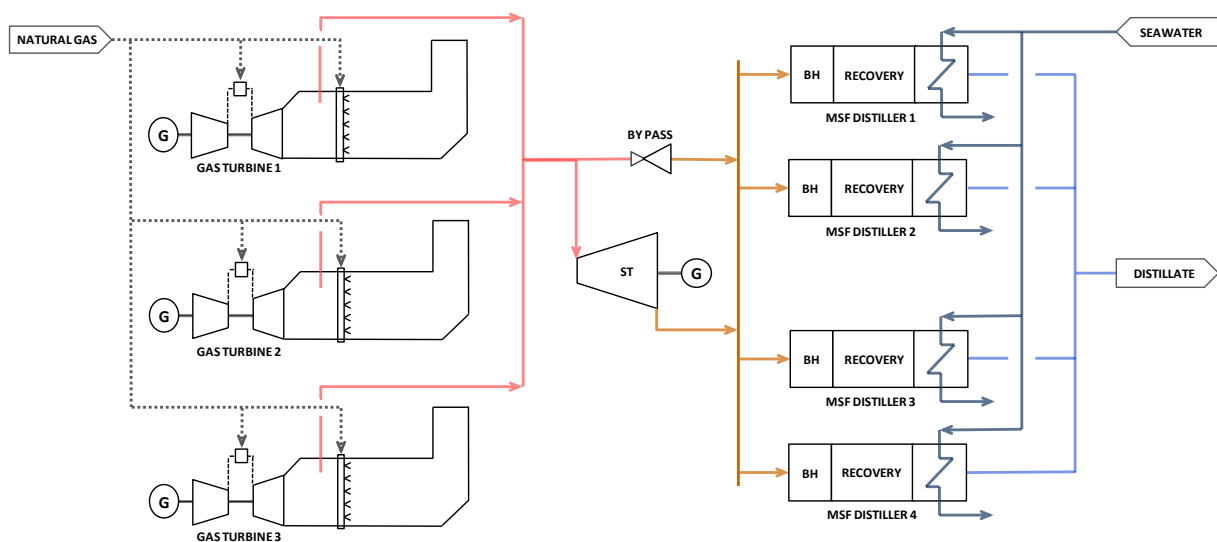 NATURAL GAS
SEAWATER
BH
RECOVERY
MSF DISTILLER 1
G
GAS TURBINE 1
BY PASS
BH
RECOVERY
MSF DISTILLER 2
ST
G
DISTILLATE
G
GAS TURBINE 2
BH
RECOVERY
MSF DISTILLER 3
BH
RECOVERY
MSF DISTILLER 4
G
GAS TURBINE 3